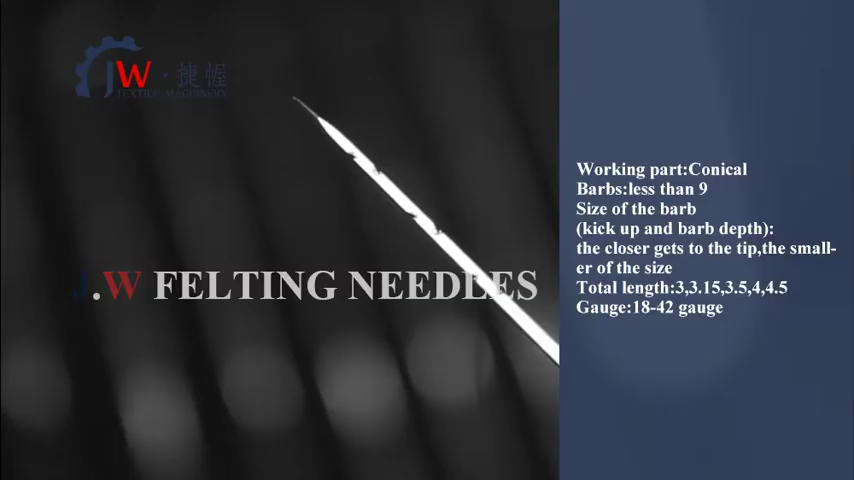 JW·捷幄
TEXTILE MACHINERY
J.W FELTING NEEDLES
Working part:Conical
Barbs:less than 9
Size of the barb
(kick up and barb depth):
the closer gets to the tip,the small-
er of the size
Total length:3,3.15,3.5,4,4.5
Gauge:18-42 gauge